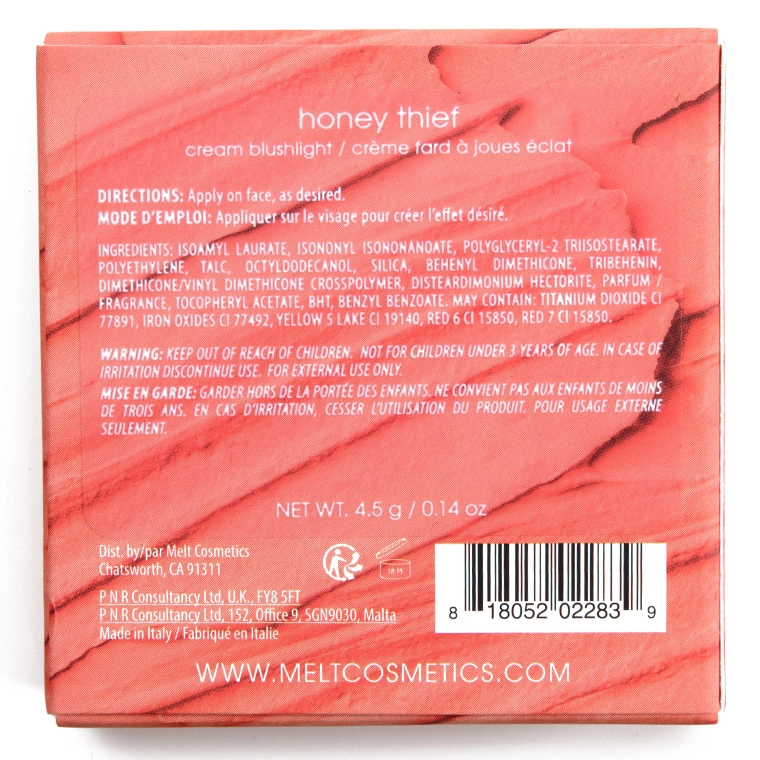 honey thief
cream blushlight / crème fard à joues éclat
DIRECTIONS: Apply on face, as desired.
MODE D'EMPLOI: Appliquer sur le visage pour créer l'effet désiré.
INGREDIENTS: ISOAMYL LAURATE, ISONONYL ISONONANOATE, POLYGLYCERYL-2 TRIISOSTEARATE,
POLYETHYLENE, TALC, OCTYLDODECANOL, SILICA, BEHENYL DIMETHICONE, TRIBEHENIN,
DIMETHICONE/VINYL DIMETHICONE CROSSPOLYMER, DISTEARDIMONIUM HECTORITE, PARFUM /
FRAGRANCE, TOCOPHERYL ACETATE, BHT, BENZYL BENZOATE. MAY CONTAIN: TITANIUM DIOXIDE CI
77891, IRON OXIDES CI 77492, YELLOW 5 LAKE CI 19140, RED 6 CI 15850, RED 7 CI 15850.
WARNING: KEEP OUT OF REACH OF CHILDREN. NOT FOR CHILDREN UNDER 3 YEARS OF AGE. IN CASE OF
IRRITATION DISCONTINUE USE. FOR EXTERNAL USE ONLY.
MISE EN GARDE: GARDER HORS DE LA PORTÉE DES ENFANTS. NE CONVIENT PAS AUX ENFANTS DE MOINS
DE TROIS ANS. EN CAS D'IRRITATION, CESSER L'UTILISATION DU PRODUIT. POUR USAGE EXTERNE
SEULEMENT.
NET WT. 4.5 g / 0.14 oz
Dist. by/par Melt Cosmetics
Chatsworth, CA 91311
P N R Consultancy Ltd, U.K., FY8 5FT
P N R Consultancy Ltd, 152, Office 9, SGN9030, Malta
Made in Italy / Fabriqué en Italie
18 M
8 18052 02283 9
WWW.MELTCOSMETICS.COM